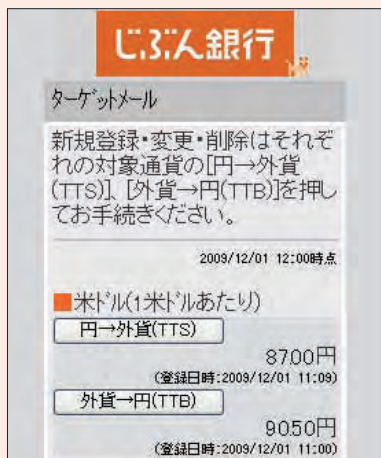 じぶん銀行
ターゲットメール
新規登録・変更・削除はそれぞ
れの対象通貨の[円→外貨
(TTS)]、[外貨→円(TTB)]を押し
てお手続きください。
2009/12/01 12:00時点
■米ドル(1米ドルあたり)
円→外貨(TTS)
87.00円
(登録日時:2009/12/01 11:09)
外貨→円(TTB)
90.50円
(登録日時:2009/12/01 11:00)